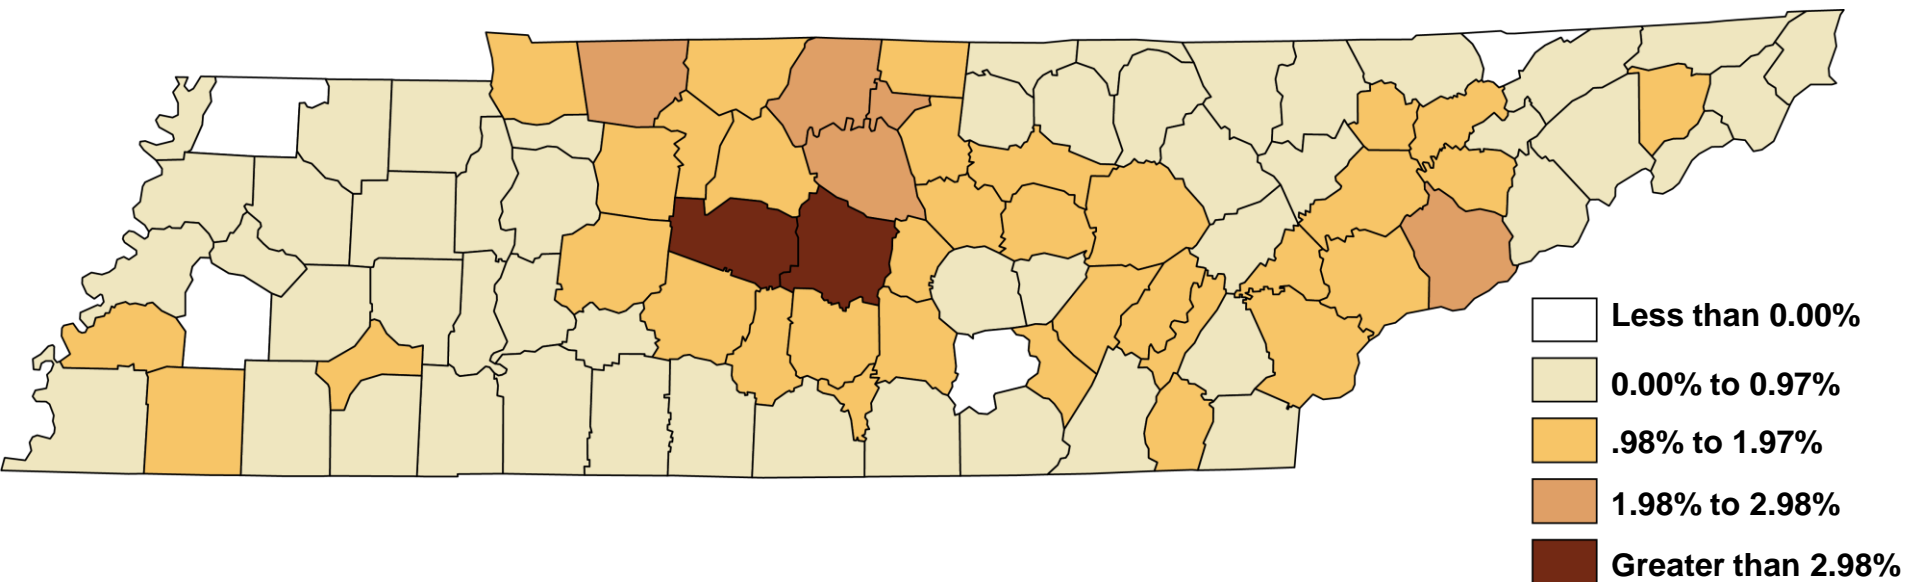 Less than 0.00%
0.00% to 0.97%
.98% to 1.97%
1.98% to 2.98%
Greater than 2.98%